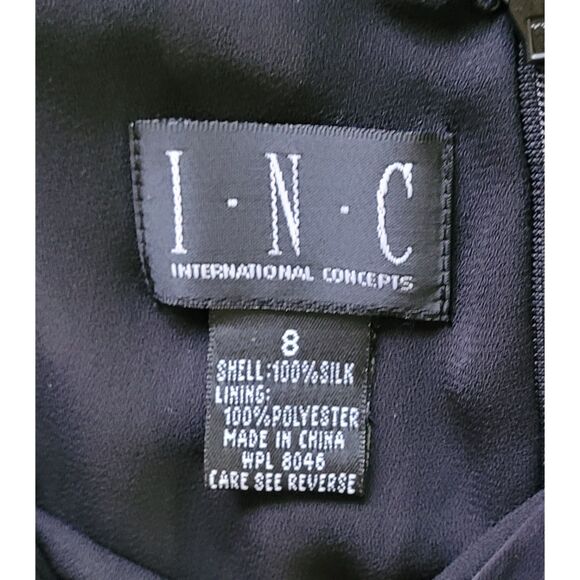 I · N · C
INTERNATIONAL CONCEPTS
8
SHELL:100%SILK
LINING:
100%POLYESTER
MADE IN CHINA
WPL 8046
CARE SEE REVERSE